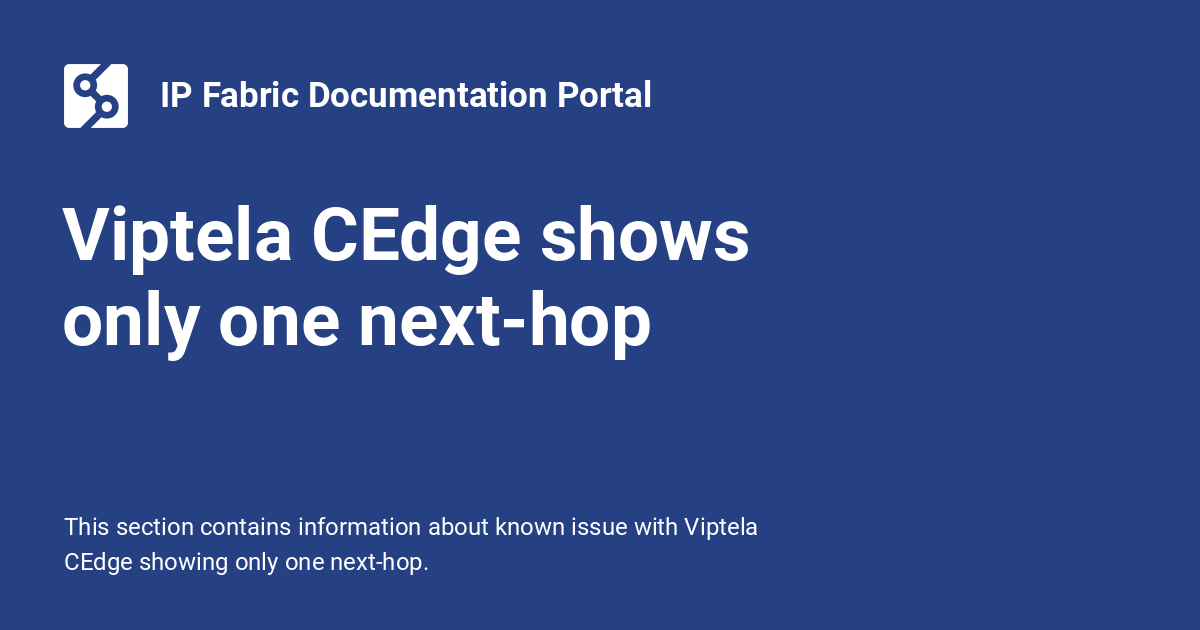 IP Fabric Documentation Portal
Viptela CEdge shows
only one next-hop
This section contains information about known issue with Viptela
CEdge showing only one next-hop.